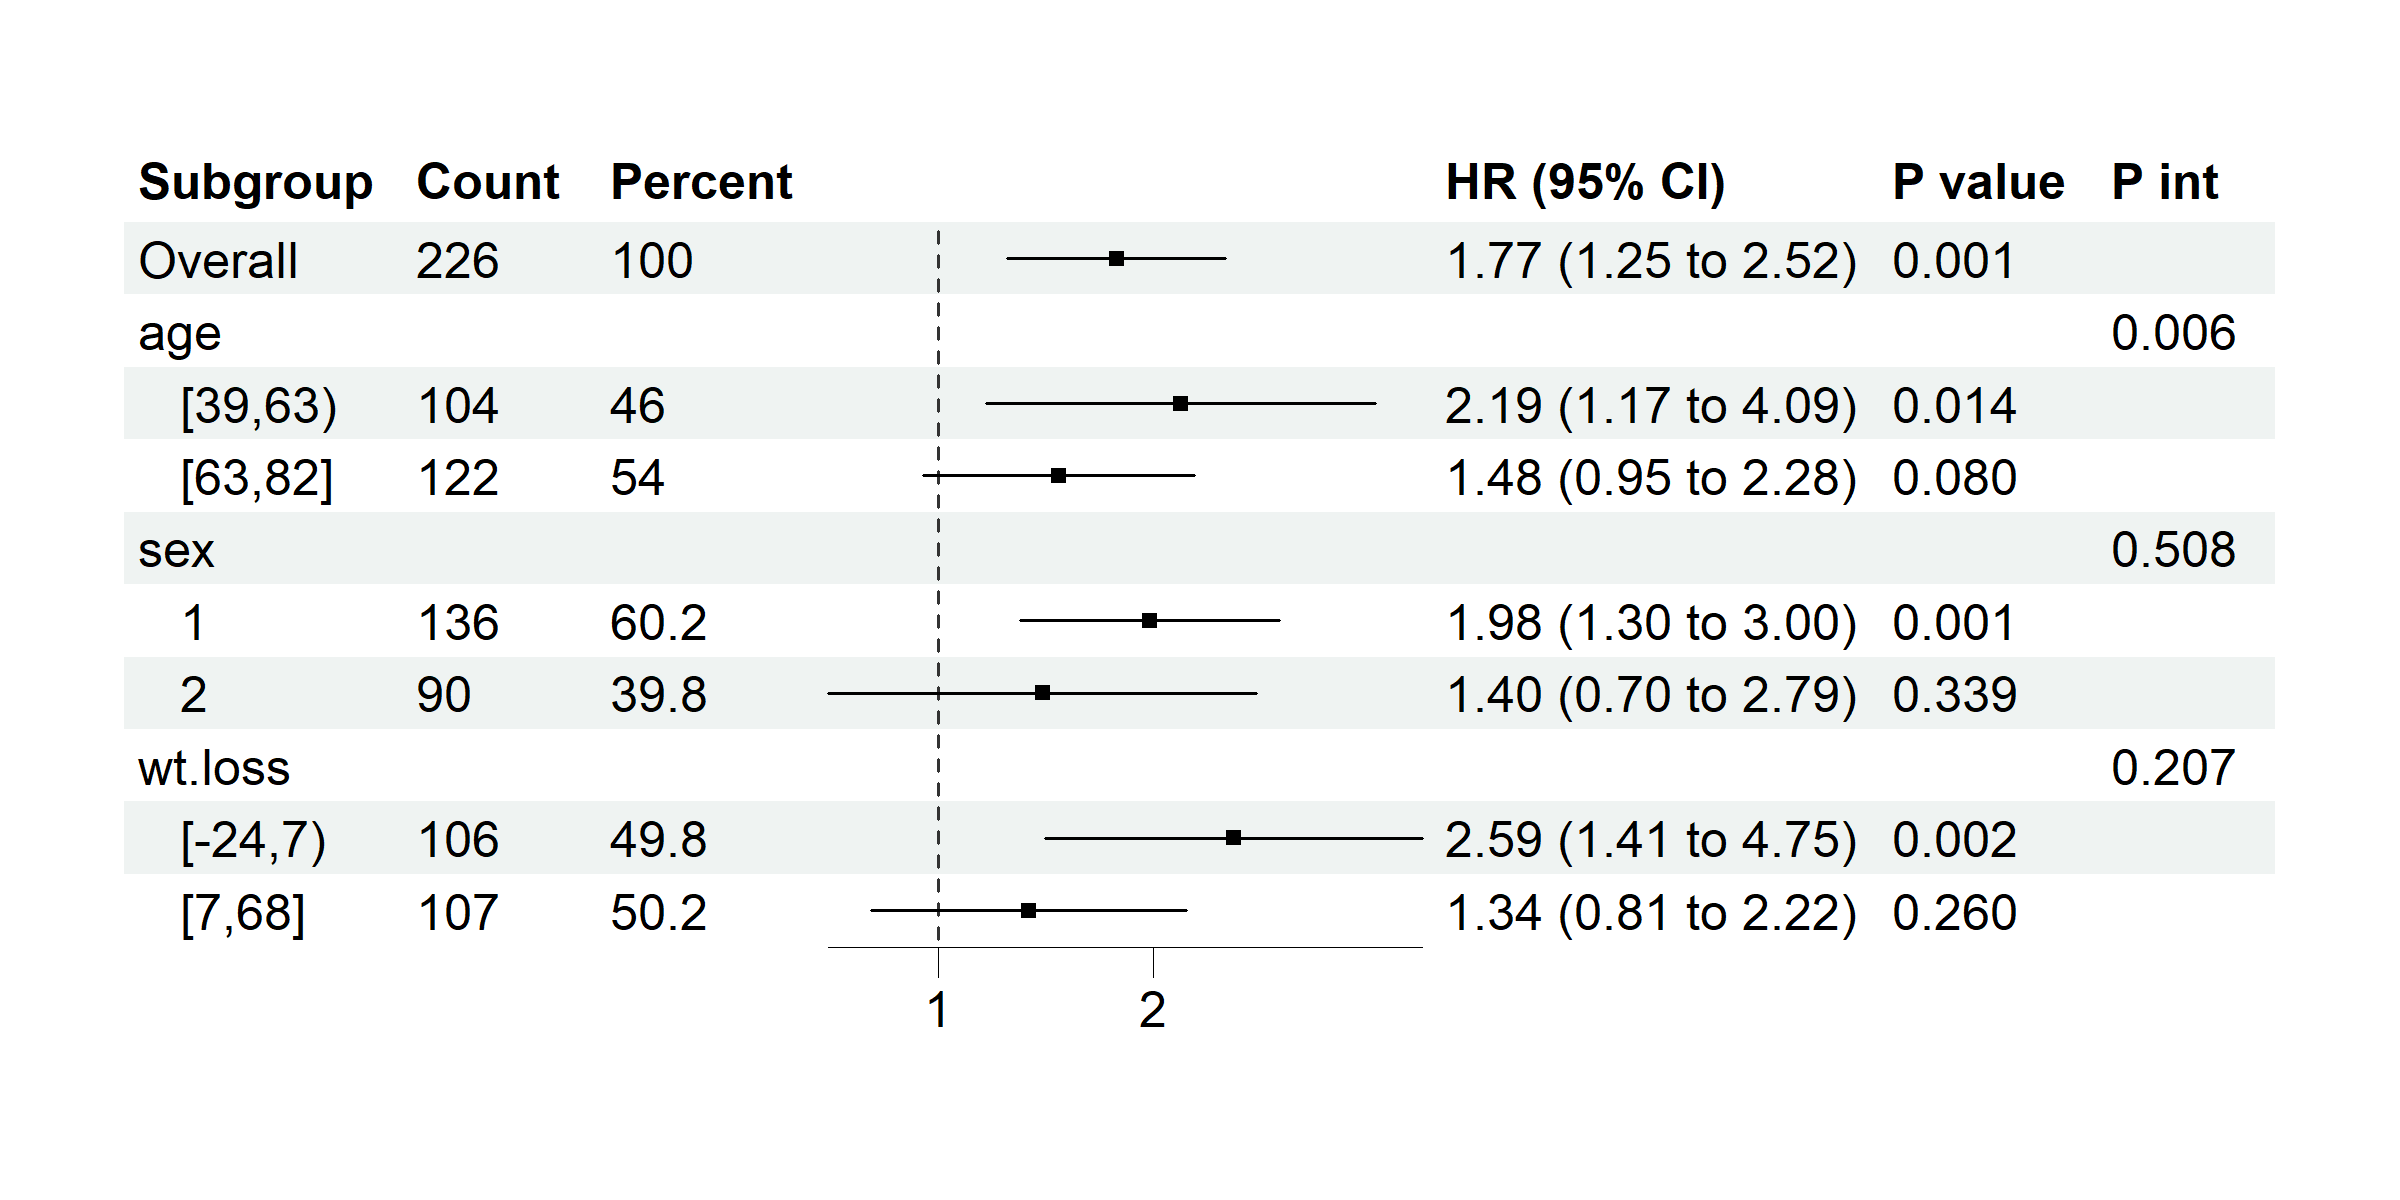 Subgroup Count Percent HR (95% CI) P value P int
Overall 226 100 1.77 (1.25 to 2.52) 0.001
age 0.006
[39,63) 104 46 2.19 (1.17 to 4.09) 0.014
[63,82] 122 54 1.48 (0.95 to 2.28) 0.080
sex 0.508
1 136 60.2 1.98 (1.30 to 3.00) 0.001
2 90 39.8 1.40 (0.70 to 2.79) 0.339
wt.loss 0.207
[-24,7) 106 49.8 2.59 (1.41 to 4.75) 0.002
[7,68] 107 50.2 1.34 (0.81 to 2.22) 0.260
1 2